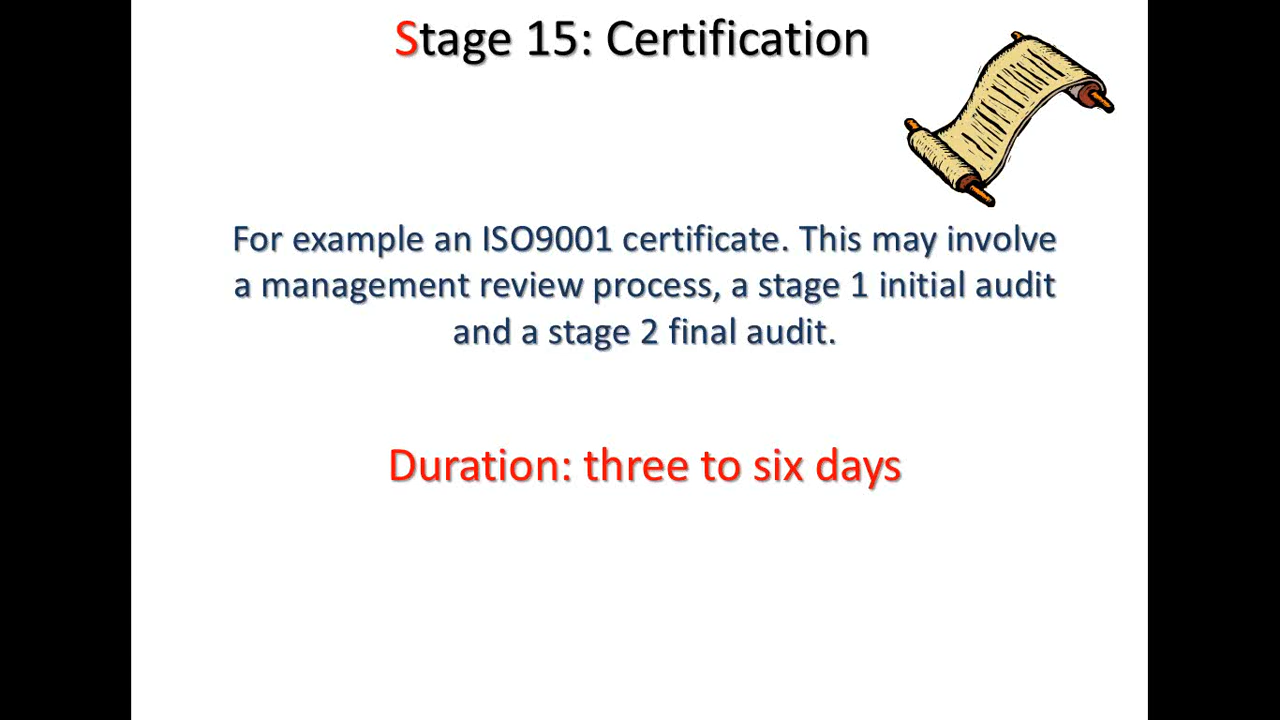 Stage 15: Certification
For example an ISO9001 certificate. This may involve
a management review process, a stage 1 initial audit
and a stage 2 final audit.
Duration: three to six days